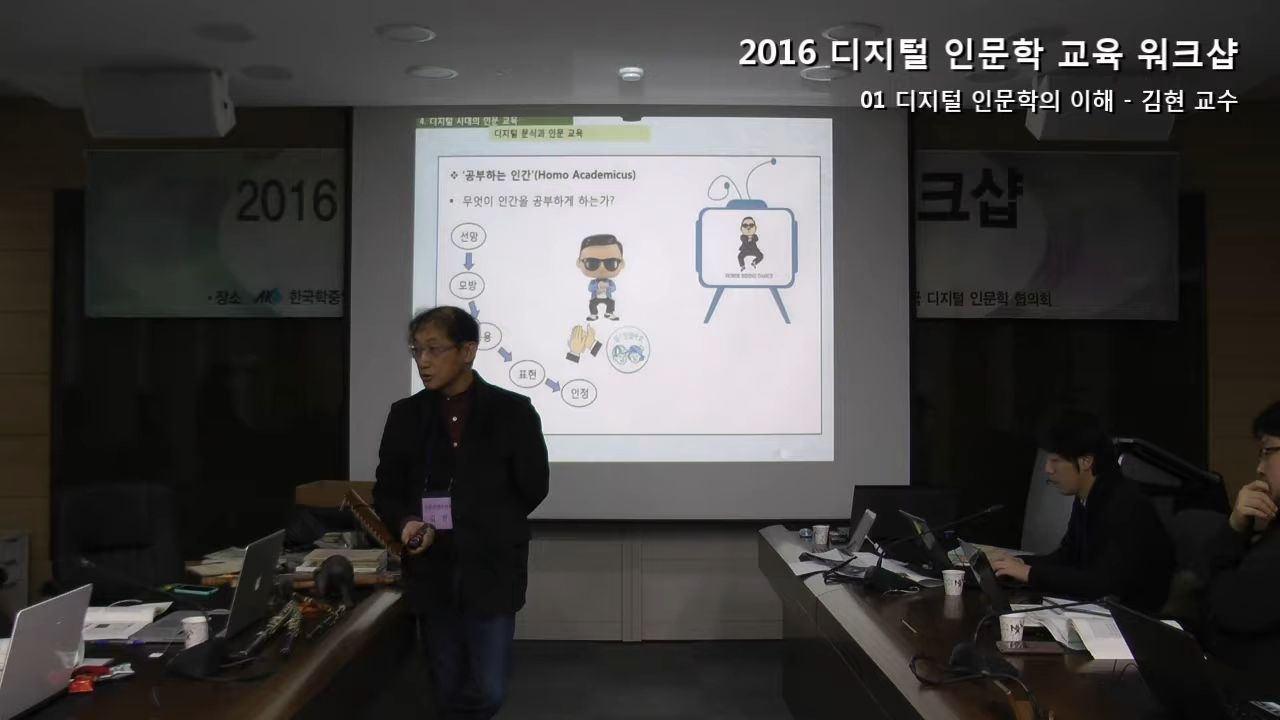 2016 디지털 인문학 교육 워크샵
01 디지털 인문학의 이해 - 김현 교수
4. 디지털 시대의 인문 교육
디지털 문식과 인문 교육
❖ '공부하는 인간'(Homo Academicus)
▪ 무엇이 인간을 공부하게 하는가?
선망
모방
용
표현
인정
2016
크샵
• 장소
한국학중앙
디지털 인문학 협의회